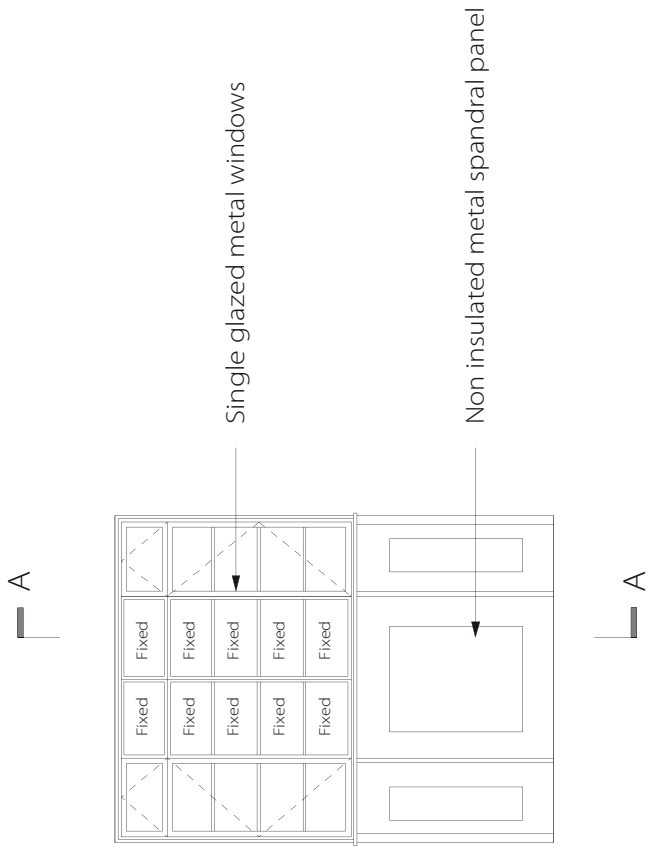 A
Single glazed metal windows
Fixed
Fixed
Fixed
Fixed
Fixed
Fixed
Fixed
Fixed
Fixed
Fixed
Non insulated metal spandral panel
A